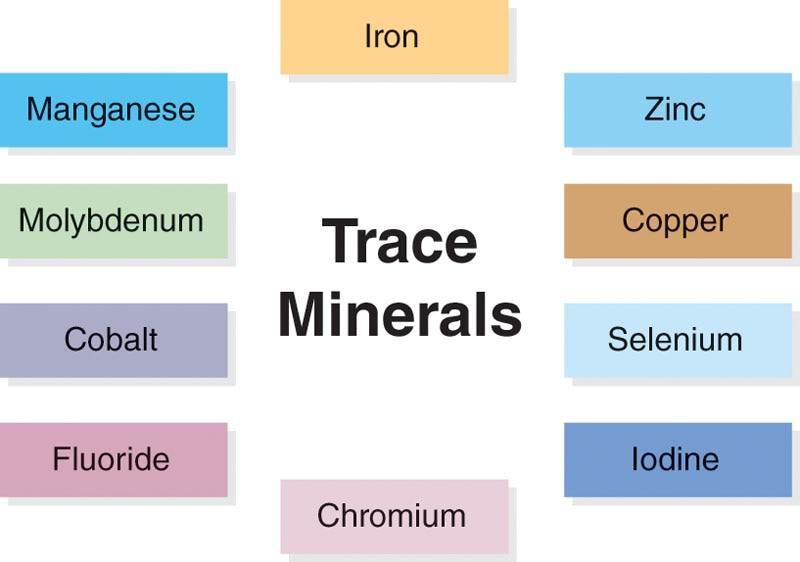 Iron
Manganese
Zinc
Molybdenum
Copper
Trace
Minerals
Cobalt
Selenium
Fluoride
Iodine
Chromium